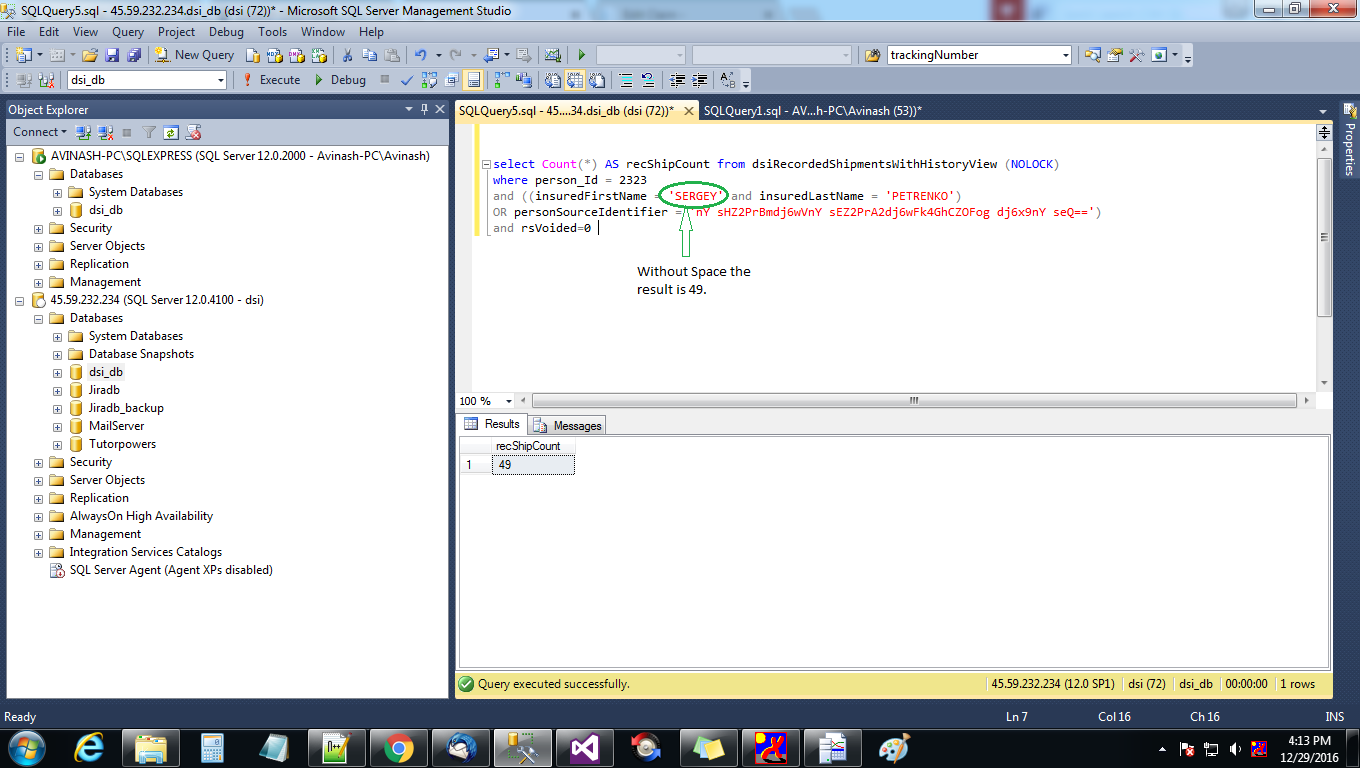 SQLQuery5.sql - 45.59.232.234.dsi_db (dsi (72))* - Microsoft SQL Server Management Studio
File Edit View Query Project Debug Tools Window Help
New Query trackingNumber
dsi_db Execute Debug
Object Explorer
Connect
AVINASH-PC\SQLEXPRESS (SQL Server 12.0.2000 - Avinash-PC\Avinash)
Databases
System Databases
dsi_db
Security
Server Objects
Replication
Management
45.59.232.234 (SQL Server 12.0.4100 - dsi)
Databases
System Databases
Database Snapshots
dsi_db
Jiradb
Jiradb_backup
MailServer
Tutorpowers
Security
Server Objects
Replication
AlwaysOn High Availability
Management
Integration Services Catalogs
SQL Server Agent (Agent XPs disabled)
SQLQuery5.sql - 45....34.dsi_db (dsi (72))* SQLQuery1.sql - AV...h-PC\Avinash (53))*
select Count(*) AS recShipCount from dsiRecordedShipmentsWithHistoryView (NOLOCK)
where person_Id = 2323
and ((insuredFirstName = 'SERGEY' and insuredLastName = 'PETRENKO')
OR personSourceIdentifier = 'nY sHZ2PrBmdj6wVnY sEZ2PrA2dj6wFk4GhCZOFog dj6x9nY seQ==')
and rsVoided=0
Without Space the
result is 49.
100 %
Results Messages
recShipCount
1 49
Query executed successfully. 45.59.232.234 (12.0 SP1) dsi (72) dsi_db 00:00:00 1 rows
Properties
Ready Ln 7 Col 16 Ch 16 INS
4:13 PM
12/29/2016